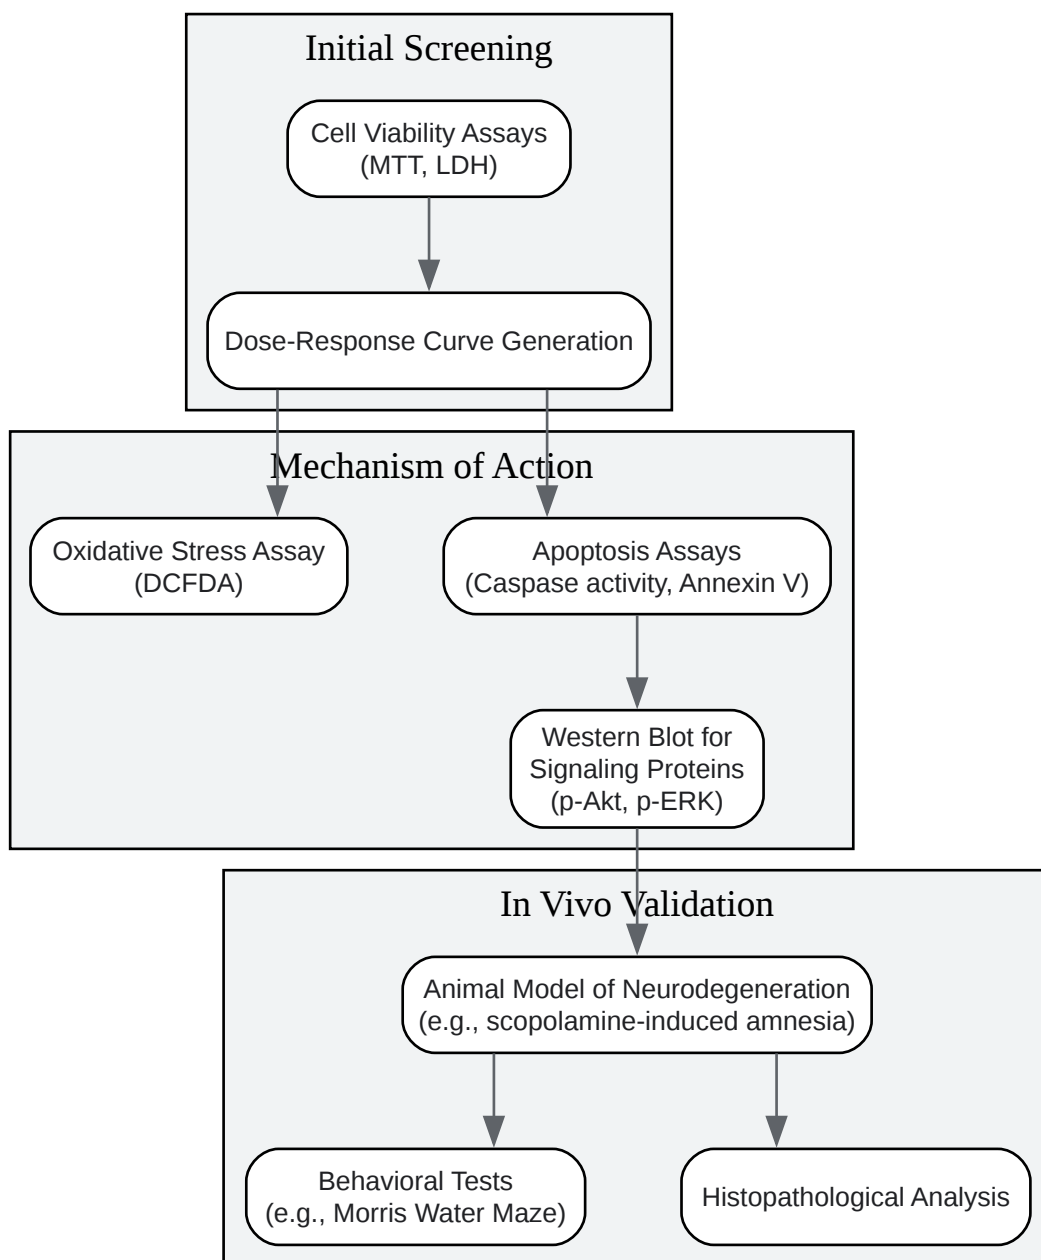 Initial Screening
Cell Viability Assays
(MTT, LDH)
Dose-Response Curve Generation
Mechanism of Action
Oxidative Stress Assay
(DCFDA)
Apoptosis Assays
(Caspase activity, Annexin V)
Western Blot for
Signaling Proteins
(p-Akt, p-ERK)
In Vivo Validation
Animal Model of Neurodegeneration
(e.g., scopolamine-induced amnesia)
Behavioral Tests
(e.g., Morris Water Maze)
Histopathological Analysis